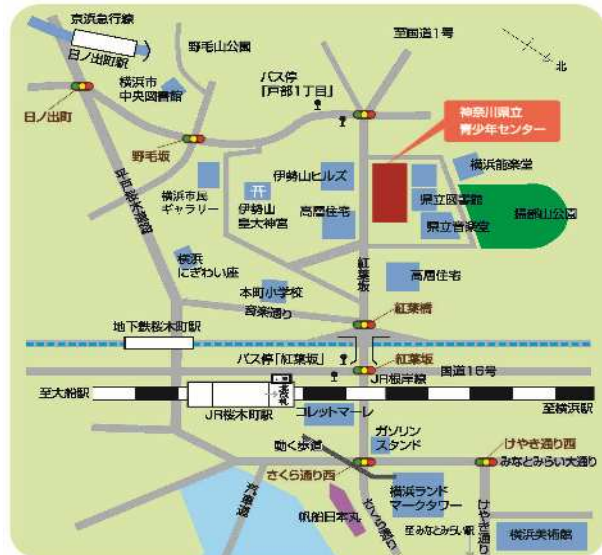 京浜急行線
日ノ出町駅
野毛山公園
至国道1号
北
横浜市
中央図書館
バス停
「戸部1丁目」
神奈川県立
青少年センター
日ノ出町
野毛坂
横浜市民
ギャラリー
伊勢山
皇大神宮
伊勢山ヒルズ
高層住宅
横浜能楽堂
県立図書館
県立音楽堂
掃部山公園
横浜
にぎわい座
本町小学校
音楽通り
紅葉坂
高層住宅
紅葉橋
地下鉄桜木町駅
バス停「紅葉坂」
紅葉坂
国道16号
JR根岸線
至大船駅
至横浜駅
JR桜木町駅
コレットマーレ
動く歩道
ガソリン
スタンド
けやき通り西
みなとみらい大通り
さくら通り西
汽車道
帆船日本丸
さくら通り
横浜ランド
マークタワー
至みなとみらい駅
けやき通り
横浜美術館